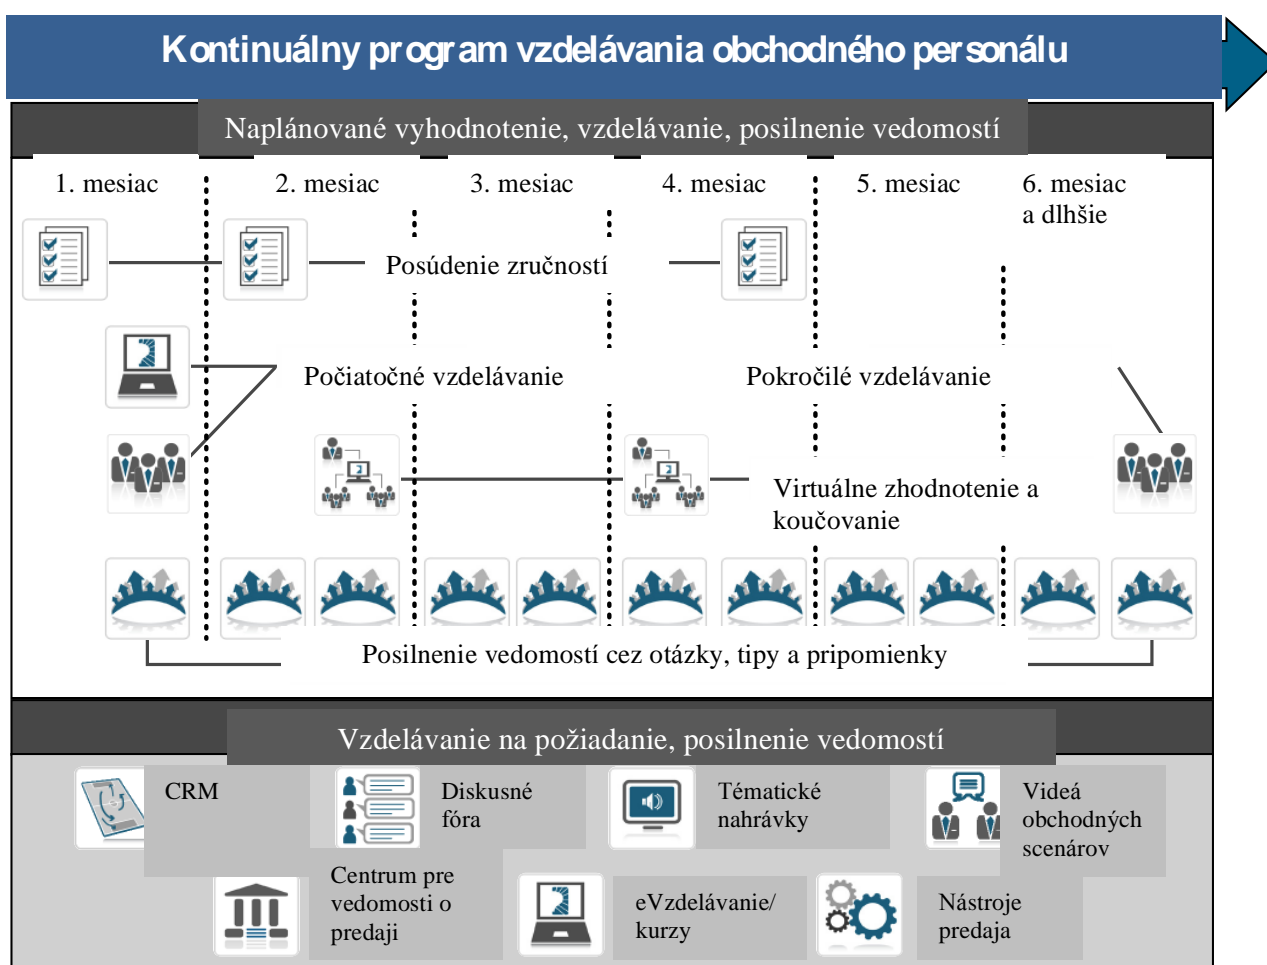 Kontinuálny program vzdelávania obchodného personálu
Naplánované vyhodnotenie, vzdelávanie, posilnenie vedomostí
1. mesiac
2. mesiac
3. mesiac
4. mesiac
5. mesiac
6. mesiac
a dlhšie
Posúdenie zručností
Počiatočné vzdelávanie
Pokročilé vzdelávanie
Virtuálne zhodnotenie a
koučovanie
Posilnenie vedomostí cez otázky, tipy a pripomienky
Vzdelávanie na požiadanie, posilnenie vedomostí
CRM
Diskusné
fóra
Tématické
nahrávky
Videá
obchodných
scenárov
Centrum pre
vedomosti o
predaji
eVzdelávanie/
kurzy
Nástroje
predaja